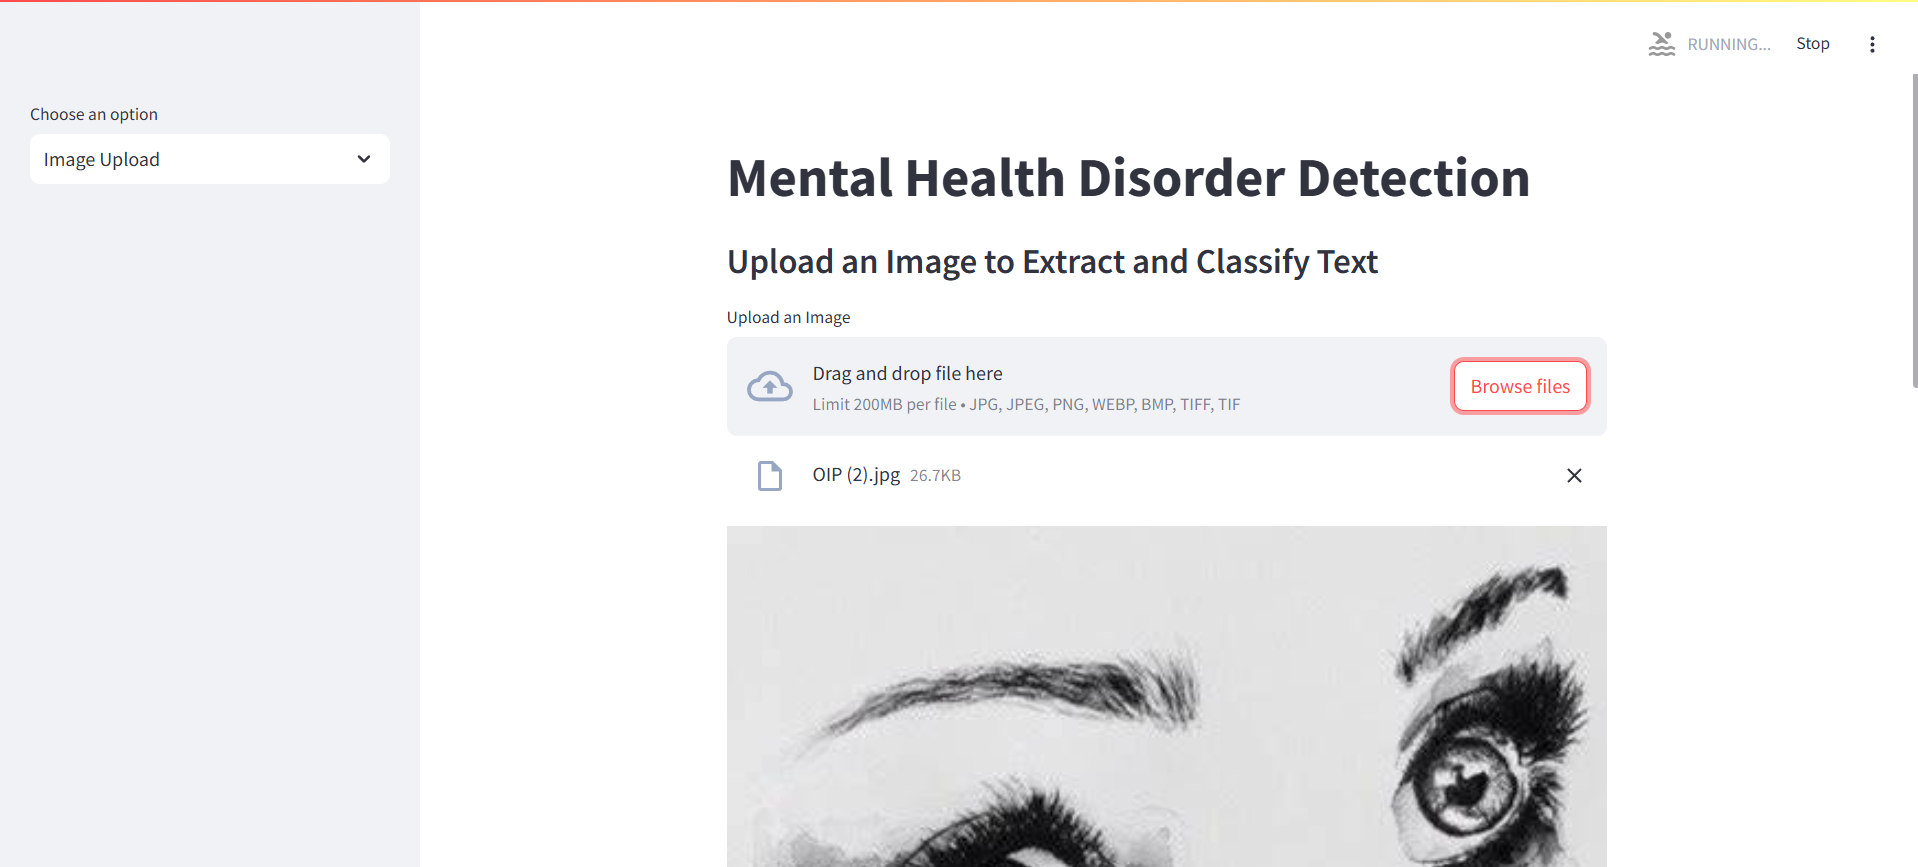 RUNNING...
Stop
Choose an option
Image Upload
Mental Health Disorder Detection
Upload an Image to Extract and Classify Text
Upload an Image
Drag and drop file here
Limit 200MB per file • JPG, JPEG, PNG, WEBP, BMP, TIFF, TIF
Browse files
OIP (2).jpg 26.7KB